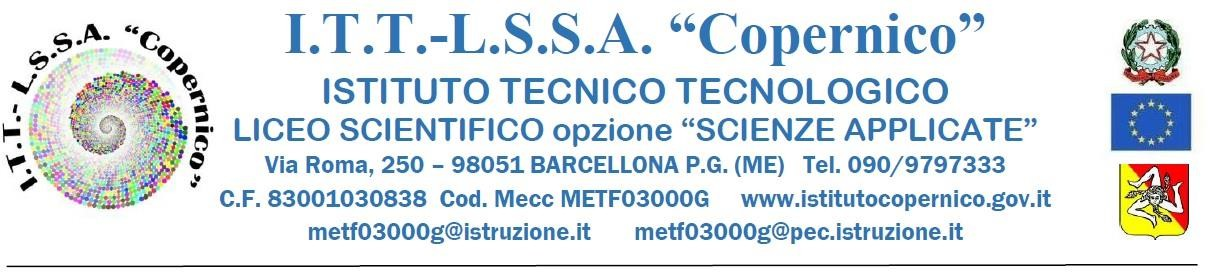 I.T.T.- L.S.S.A. “Copernico”
I.T.T.-L.S.S.A. “Copernico”
ISTITUTO TECNICO TECNOLOGICO
LICEO SCIENTIFICO opzione “SCIENZE APPLICATE”
Via Roma, 250 – 98051 BARCELLONA P.G. (ME) Tel. 090/9797333
C.F. 83001030838 Cod. Mecc METF03000G www.istitutocopernico.gov.it
metf03000g@istruzione.it metf03000g@pec.istruzione.it